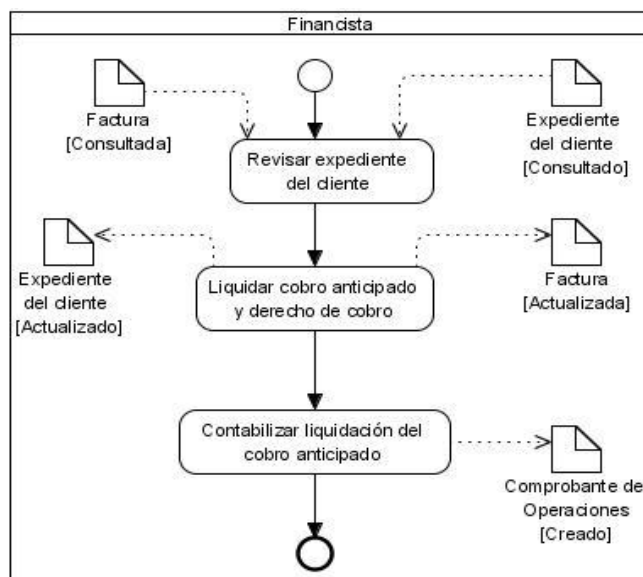 Financista
Factura
[Consultada]
Expediente
del cliente
[Consultado]
Revisar expediente
del cliente
Expediente
del cliente
[Actualizado]
Liquidar cobro anticipado
y derecho de cobro
Factura
[Actualizada]
Contabilizar liquidación del
cobro anticipado
Comprobante de
Operaciones
[Creado]